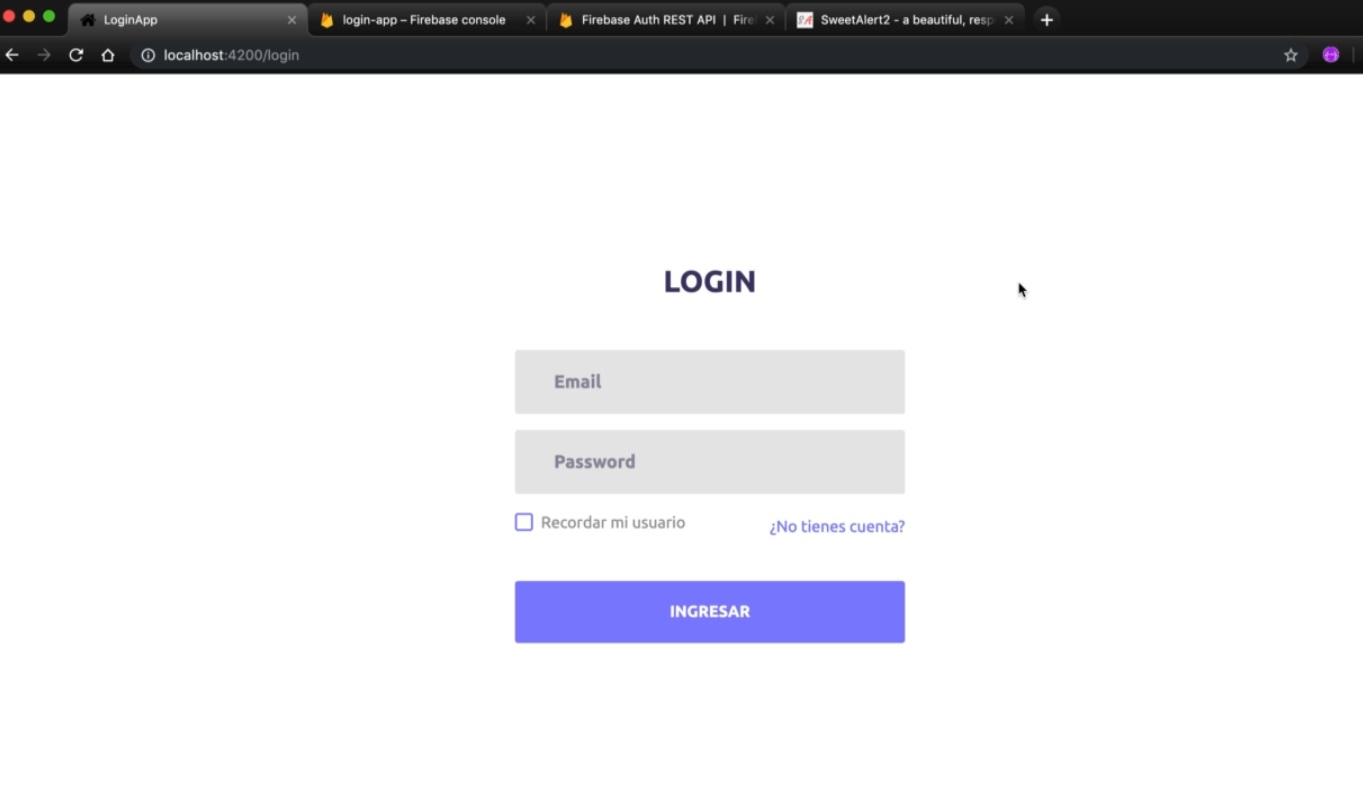 LoginApp
login-app – Firebase console
Firebase Auth REST API | Fire
SweetAlert2 - a beautiful, resp
localhost:4200/login
LOGIN
Email
Password
Recordar mi usuario
¿No tienes cuenta?
INGRESAR